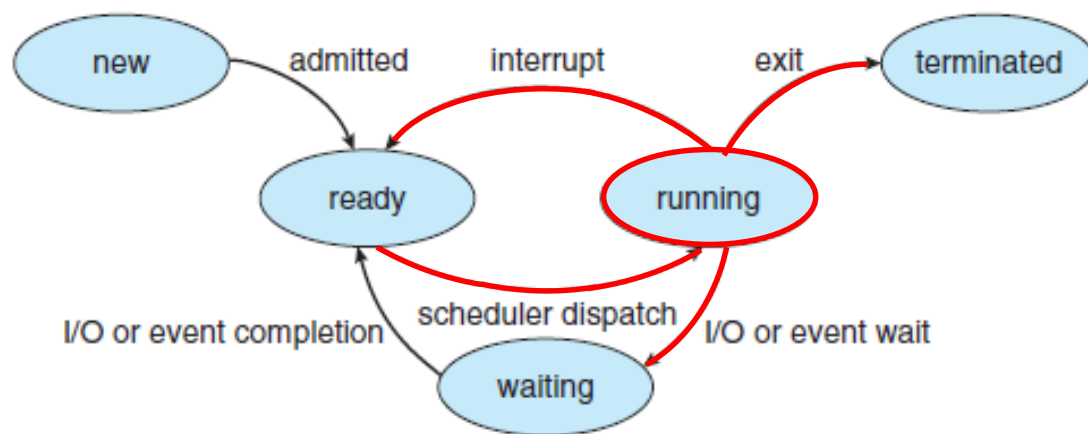 new
admitted
interrupt
exit
terminated
ready
running
scheduler dispatch
I/O or event completion
I/O or event wait
waiting